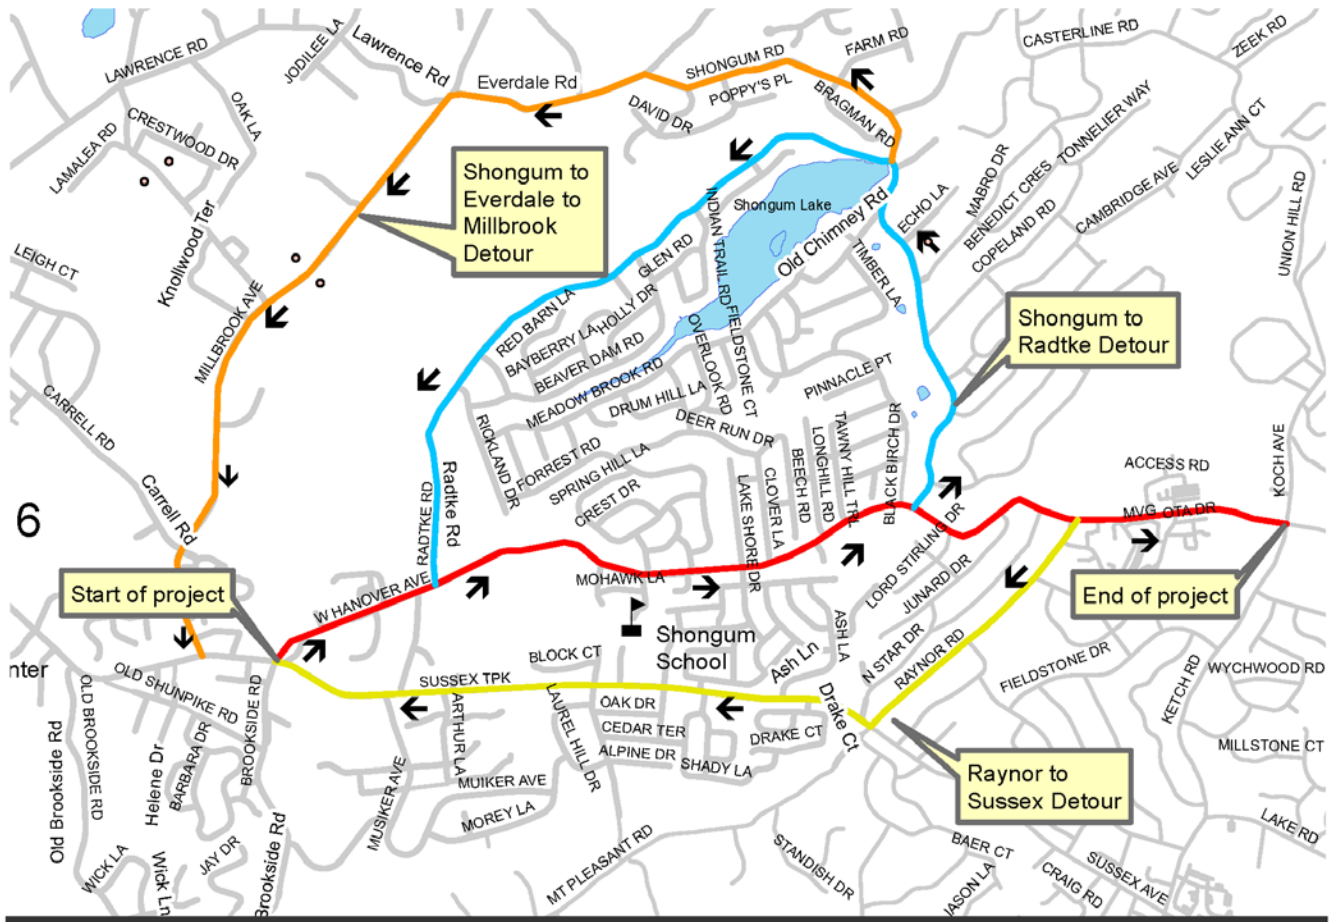 LAWRENCE RD
JODILEE LA
Lawrence Rd
Everdale Rd
SHONGUM RD
FARM RD
CASTERLINE RD
ZEEK RD
POPPY'S PL
BRAGMAN RD
DAVID DR
OAK LA
CRESTWOOD DR
LAMALEA RD
Shongum to
Everdale to
Millbrook
Detour
Knollwood Ter
LEIGH CT
MILLBROOK AVE
CARRELL RD
Carrell Rd
6
INDIAN TRAIL RD
Shongum Lake
Old Chimney Rd
ECHO LA
MABRO DR
BENEDICT CRES
TONNELIER WAY
LESLIE ANN CT
COPELAND RD
CAMBRIDGE AVE
UNION HILL RD
GLEN RD
TIMBER LA
RED BARN LA
HOLLY DR
BAYBERRY LA
BEAVER DAM RD
MEADOW BROOK RD
FIELDSTONE CT
OVERLOOK RD
DRUM HILL LA
DEER RUN DR
PINNACLE PT
Shongum to
Radtke Detour
RICKLAND DR
FORREST RD
SPRING HILL LA
CREST DR
Radtke Rd
RADTKE RD
LAKE SHORE DR
CLOVER LA
BEECH RD
LONGHILL RD
TAWNY HILL TRL
BLACK BIRCH DR
ACCESS RD
KOCH AVE
MVG OTA DR
LORD STIRLING DR
JUNARD DR
Start of project
W HANOVER AVE
MOHAWK LA
Shongum
School
ASH LA
Ash Ln
N STAR DR
RAYNOR RD
End of project
FIELDSTONE DR
KETCH RD
WYCHWOOD RD
MILLSTONE CT
nter
OLD SHUNPIKE RD
OLD BROOKSIDE RD
Old Brookside Rd
BROOKSIDE RD
Brookside Rd
Helene Dr
BARBARA DR
JAY DR
WICK LA
Wick Ln
SUSSEX TPK
BLOCK CT
OAK DR
CEDAR TER
ALPINE DR
SHADY LA
DRAKE CT
Drake Ct
ARTHUR LA
LAUREL HILL DR
MUSIKER AVE
MUIKER AVE
MOREY LA
MT PLEASANT RD
Raynor to
Sussex Detour
STANDISH DR
BAER CT
JASON LA
CRAIG RD
SUSSEX AVE
LAKE RD